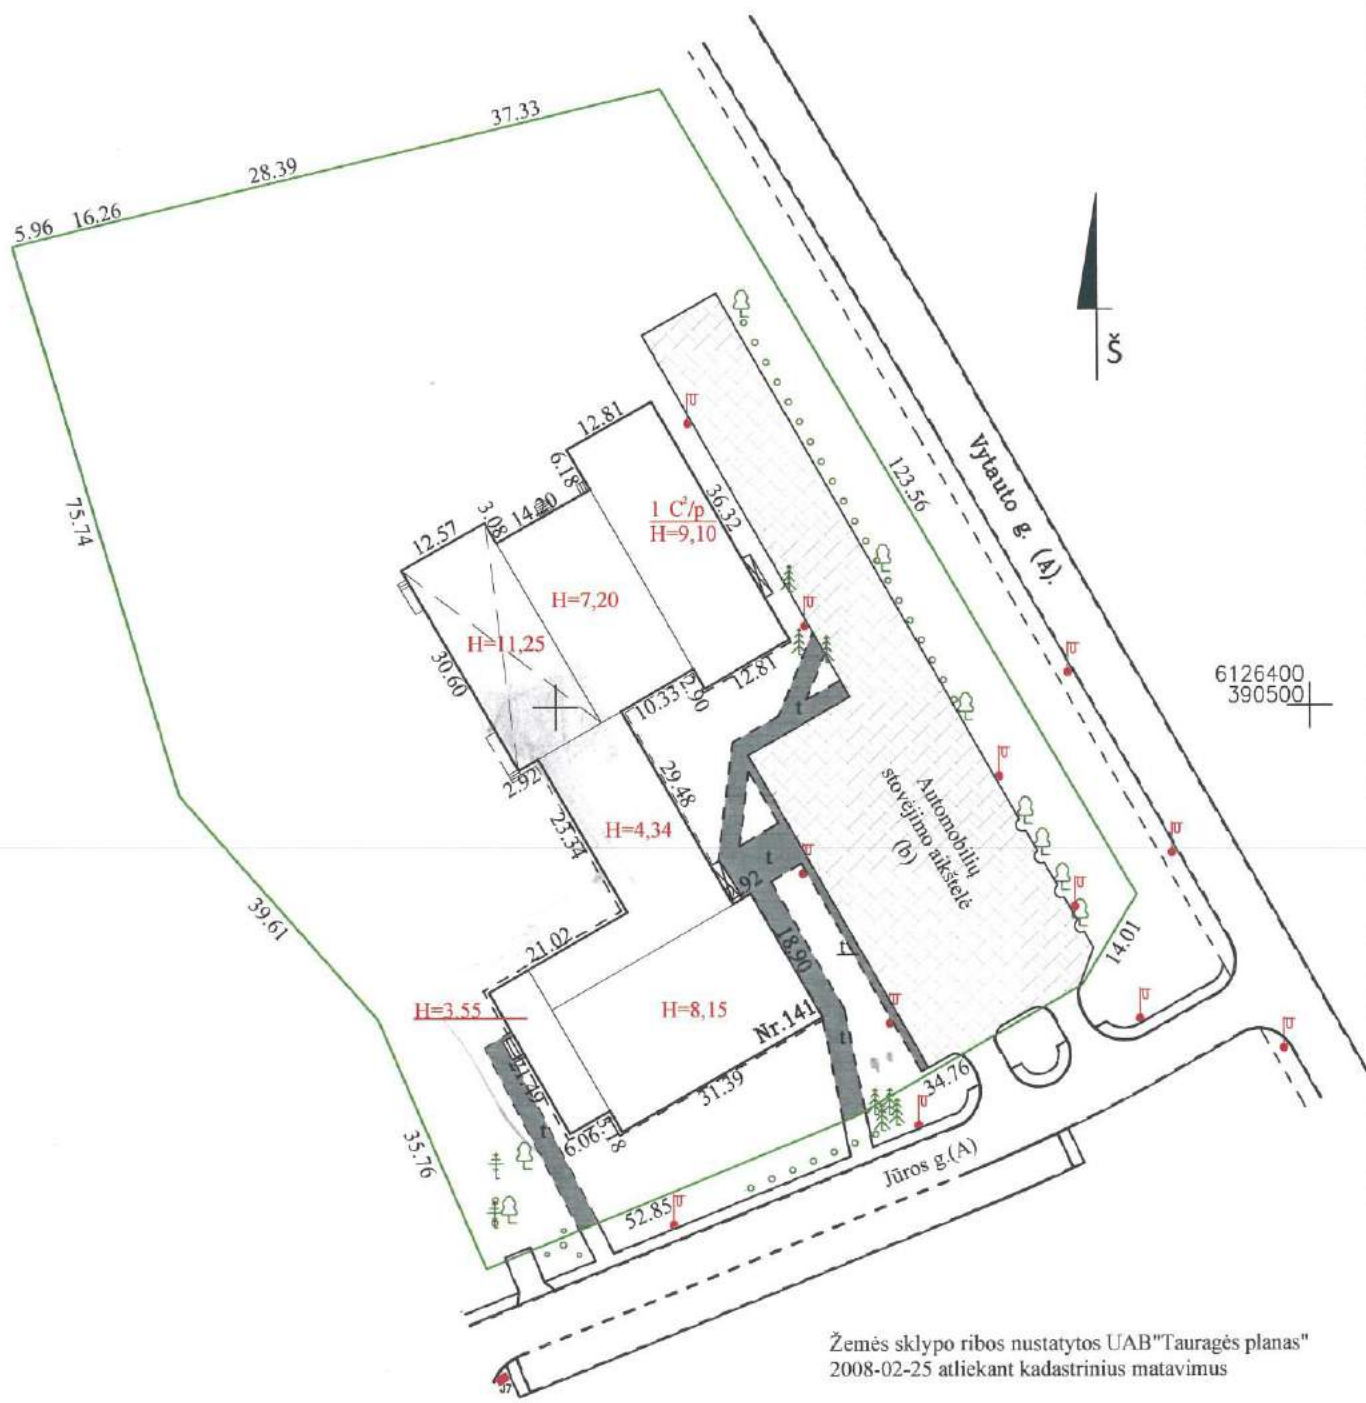 37.33
28.39
16.26
5.96
Š
12.81
6.18
14.20
3.08
12.57
36.32
1 C²/p
H=9,10
123.56
Vytauto g. (A).
75.74
H=7,20
H=11,25
30.60
12.81
2.90
10.33
6126400
390500
t
2.92
29.48
23.34
H=4,34
Automobilių
stovėjimo aikštelė
(b)
t
2.92
39.61
21.02
18.90
t
14.01
H=3.55
H=8,15
Nr.141
t
21.49
31.39
34.76
t
6.06
35.76
Jūros g.(A)
52.85
Žemės sklypo ribos nustatytos UAB"Tauragės planas"
2008-02-25 atliekant kadastrinius matavimus